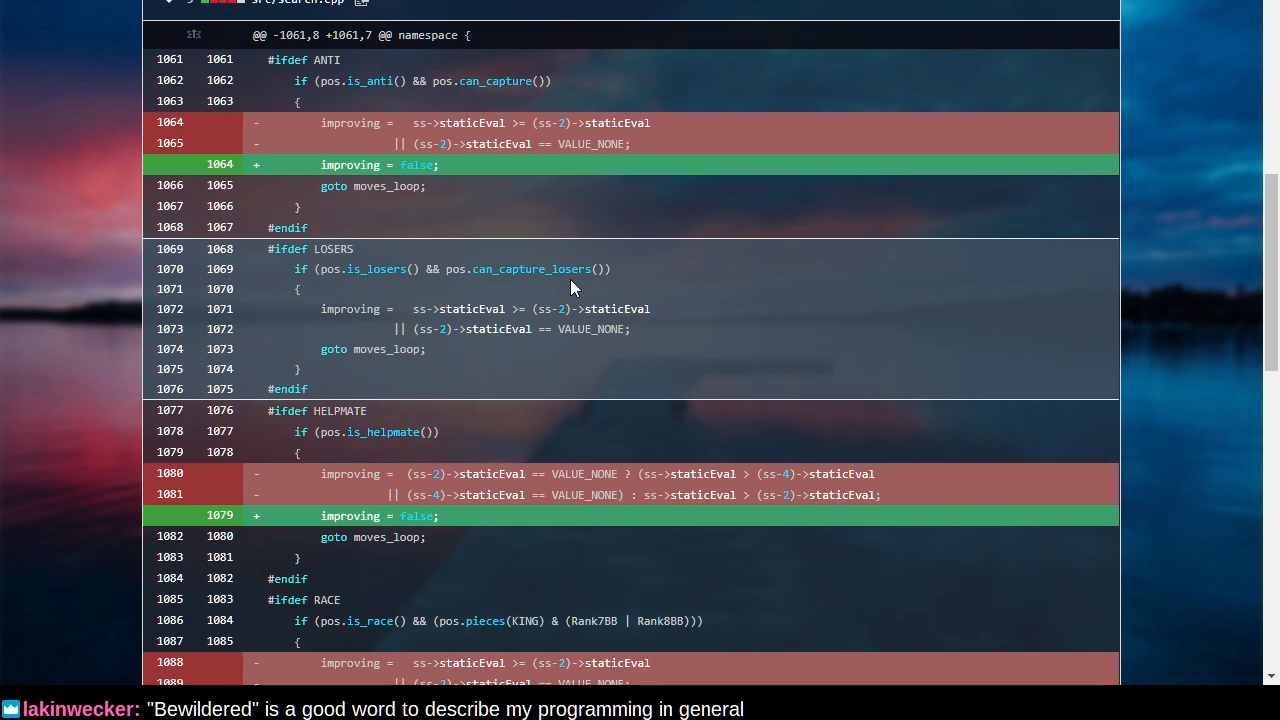 @@ -1061,8 +1061,7 @@ namespace {
1061 1061 #ifdef ANTI
1062 1062 if (pos.is_anti() && pos.can_capture())
1063 1063 {
1064 - improving =   ss->staticEval >= (ss-2)->staticEval
1065 - || (ss-2)->staticEval == VALUE_NONE;
1064 + improving = false;
1066 1065 goto moves_loop;
1067 1066 }
1068 1067 #endif
1069 1068 #ifdef LOSERS
1070 1069 if (pos.is_losers() && pos.can_capture_losers())
1071 1070 {
1072 1071 improving =   ss->staticEval >= (ss-2)->staticEval
1073 1072 || (ss-2)->staticEval == VALUE_NONE;
1074 1073 goto moves_loop;
1075 1074 }
1076 1075 #endif
1077 1076 #ifdef HELPMATE
1078 1077 if (pos.is_helpmate())
1079 1078 {
1080 - improving =  (ss-2)->staticEval == VALUE_NONE ? (ss->staticEval > (ss-4)->staticEval
1081 - || (ss-4)->staticEval == VALUE_NONE) : ss->staticEval > (ss-2)->staticEval;
1079 + improving = false;
1082 1080 goto moves_loop;
1083 1081 }
1084 1082 #endif
1085 1083 #ifdef RACE
1086 1084 if (pos.is_race() && (pos.pieces(KING) & (Rank7BB | Rank8BB)))
1087 1085 {
1088 - improving =   ss->staticEval >= (ss-2)->staticEval
1089 - || (ss-2)->staticEval == VALUE_NONE;
lakinwecker: "Bewildered" is a good word to describe my programming in general